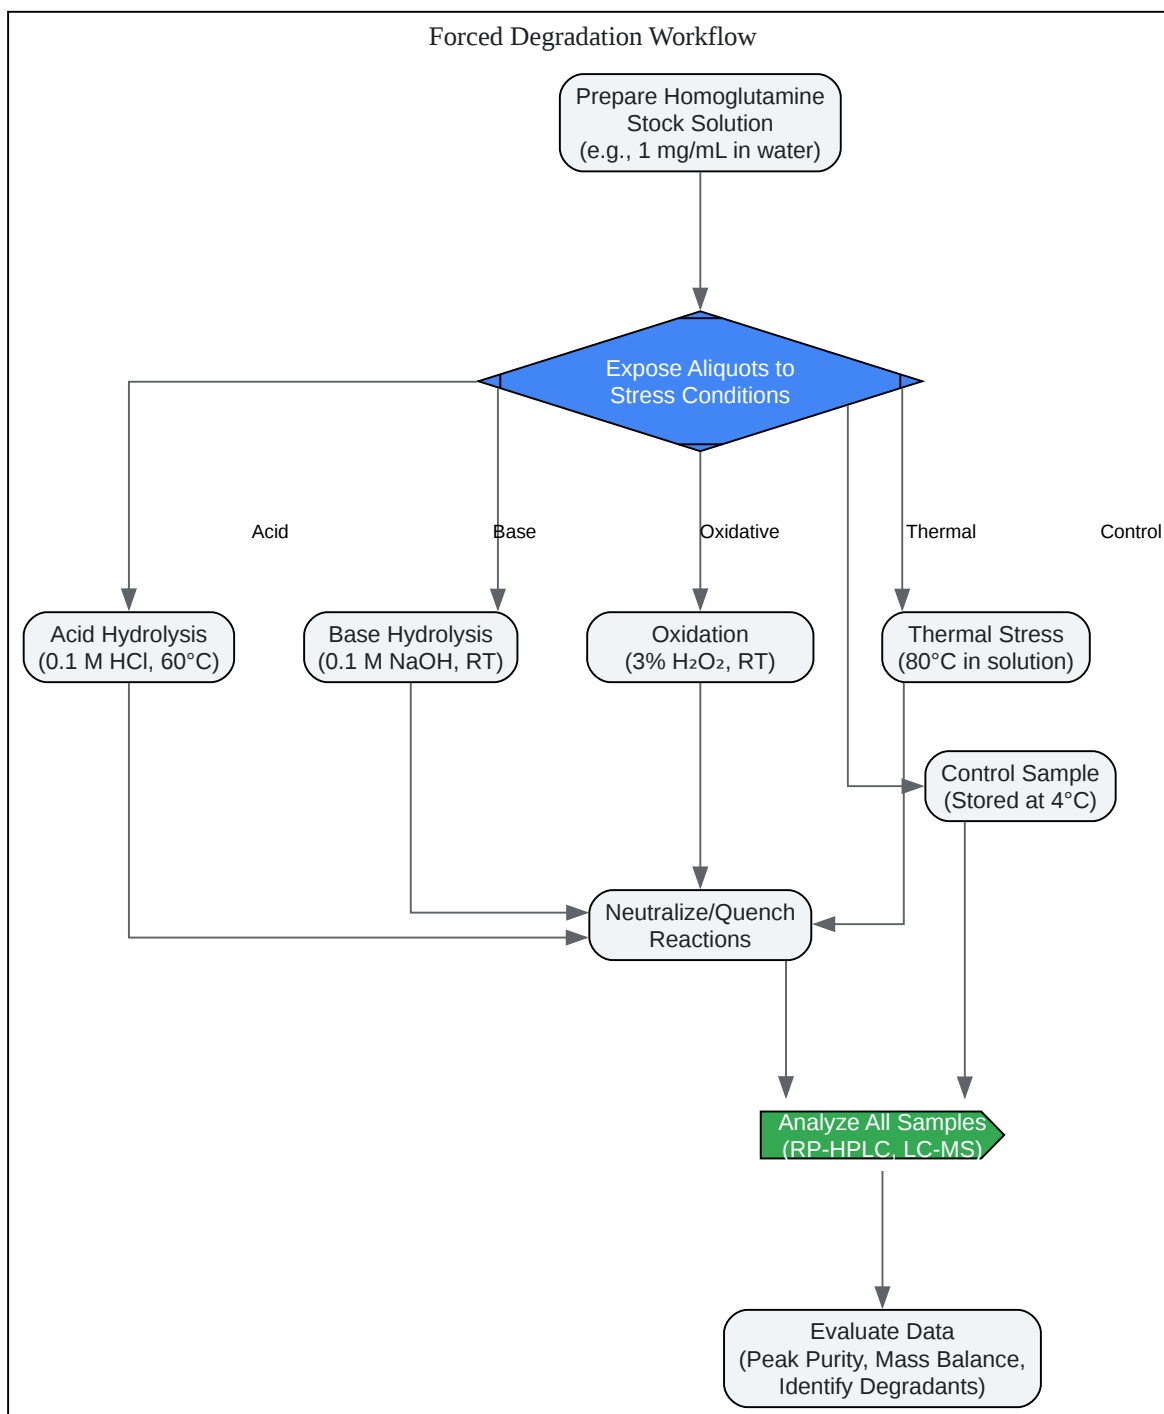 Forced Degradation Workflow
Prepare Homoglutamine
Stock Solution
(e.g., 1 mg/mL in water)
Expose Aliquots to
Stress Conditions
Acid
Base
Oxidative
Thermal
Control
Acid Hydrolysis
(0.1 M HCl, 60°C)
Base Hydrolysis
(0.1 M NaOH, RT)
Oxidation
(3% H₂O₂, RT)
Thermal Stress
(80°C in solution)
Control Sample
(Stored at 4°C)
Neutralize/Quench
Reactions
Analyze All Samples
(RP-HPLC, LC-MS)
Evaluate Data
(Peak Purity, Mass Balance,
Identify Degradants)